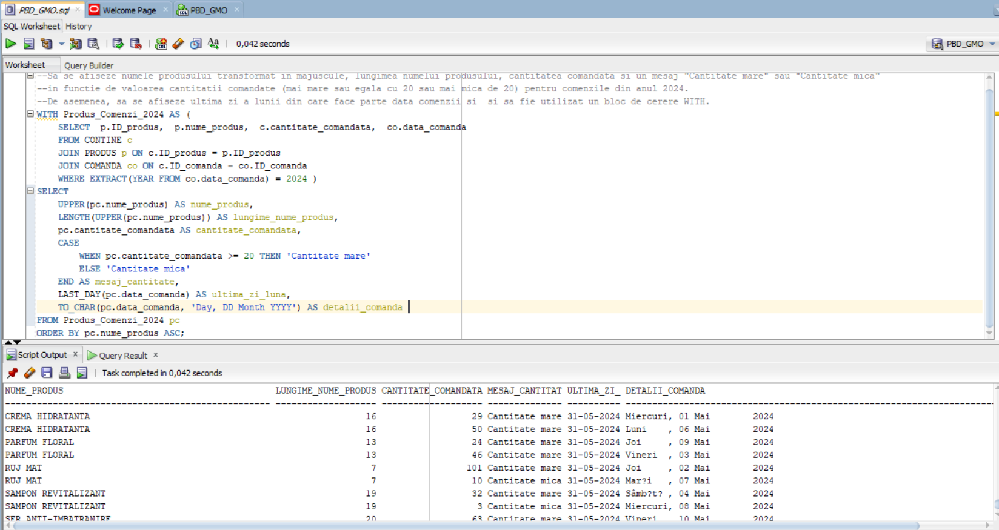 PBD_GMO.sql × Welcome Page × PBD_GMO ×
SQL Worksheet History
0,042 seconds PBD_GMO
Worksheet Query Builder
--Sa se afiseze numele produsului transformat in majuscule, lungimea numelui produsului, cantitatea comandata si un mesaj "Cantitate mare" sau "Cantitate mica"
--in functie de valoarea cantitatii comandate (mai mare sau egala cu 20 sau mai mica de 20) pentru comenzile din anul 2024.
--De asemenea, sa se afiseze ultima zi a lunii din care face parte data comenzii si  si sa fie utilizat un bloc de cerere WITH.
WITH Produs_Comenzi_2024 AS (
    SELECT  p.ID_produs,  p.nume_produs,  c.cantitate_comandata,  co.data_comanda
    FROM CONTINE c
    JOIN PRODUS p ON c.ID_produs = p.ID_produs
    JOIN COMANDA co ON c.ID_comanda = co.ID_comanda
    WHERE EXTRACT(YEAR FROM co.data_comanda) = 2024 )
SELECT
    UPPER(pc.nume_produs) AS nume_produs,
    LENGTH(UPPER(pc.nume_produs)) AS lungime_nume_produs,
    pc.cantitate_comandata AS cantitate_comandata,
    CASE
        WHEN pc.cantitate_comandata >= 20 THEN 'Cantitate mare'
        ELSE 'Cantitate mica'
    END AS mesaj_cantitate,
    LAST_DAY(pc.data_comanda) AS ultima_zi_luna,
    TO_CHAR(pc.data_comanda, 'Day, DD Month YYYY') AS detalii_comanda
FROM Produs_Comenzi_2024 pc
ORDER BY pc.nume_produs ASC;
Script Output × Query Result ×
Task completed in 0,042 seconds
NUME_PRODUS LUNGIME_NUME_PRODUS CANTITATE_COMANDATA MESAJ_CANTITAT ULTIMA_ZI_ DETALII_COMANDA
CREMA HIDRATANTA 16 29 Cantitate mare 31-05-2024 Miercuri, 01 Mai 2024
CREMA HIDRATANTA 16 50 Cantitate mare 31-05-2024 Luni , 06 Mai 2024
PARFUM FLORAL 13 24 Cantitate mare 31-05-2024 Joi , 09 Mai 2024
PARFUM FLORAL 13 46 Cantitate mare 31-05-2024 Vineri , 03 Mai 2024
RUJ MAT 7 101 Cantitate mare 31-05-2024 Joi , 02 Mai 2024
RUJ MAT 7 10 Cantitate mica 31-05-2024 Mar?i , 07 Mai 2024
SAMPON REVITALIZANT 19 32 Cantitate mare 31-05-2024 Sâmb?t? , 04 Mai 2024
SAMPON REVITALIZANT 19 3 Cantitate mica 31-05-2024 Miercuri, 08 Mai 2024
SER ANTI-IMBATRANIRE 20 63 Cantitate mare 31-05-2024 Vineri , 10 Mai 2024